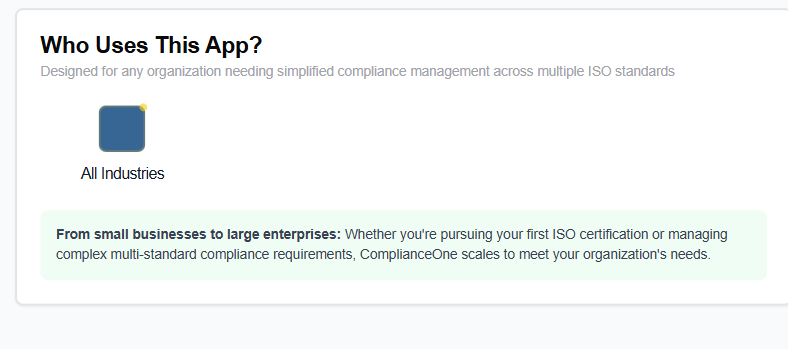 Who Uses This App?
Designed for any organization needing simplified compliance management across multiple ISO standards
All Industries
From small businesses to large enterprises: Whether you're pursuing your first ISO certification or managing
complex multi-standard compliance requirements, ComplianceOne scales to meet your organization's needs.